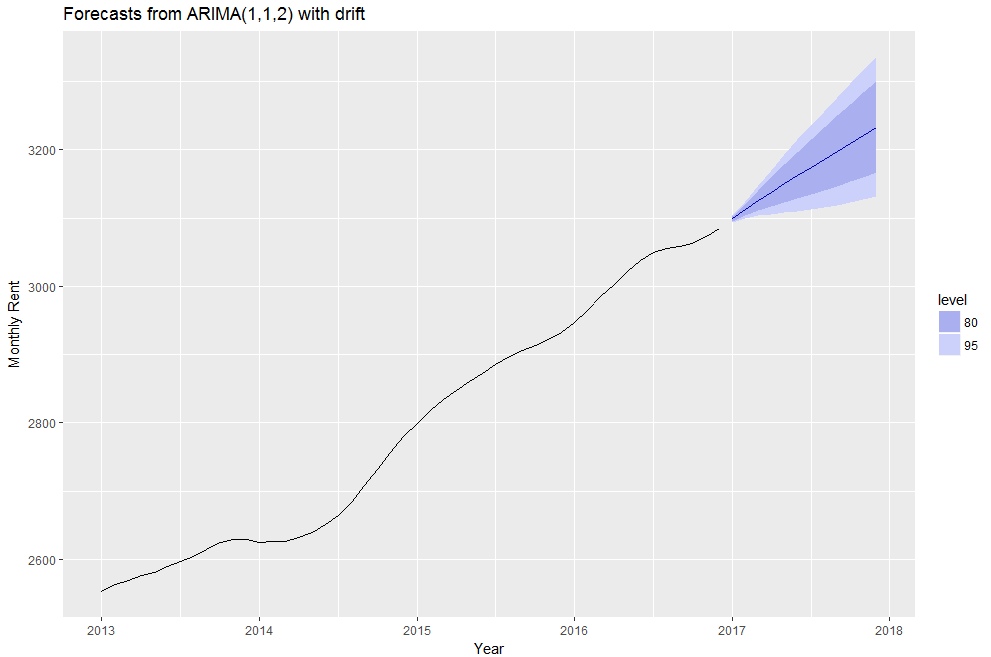 Forecasts from ARIMA(1,1,2) with drift
3200
3000
2800
2600
Monthly Rent
2013 2014 2015 2016 2017 2018
Year
level
80
95